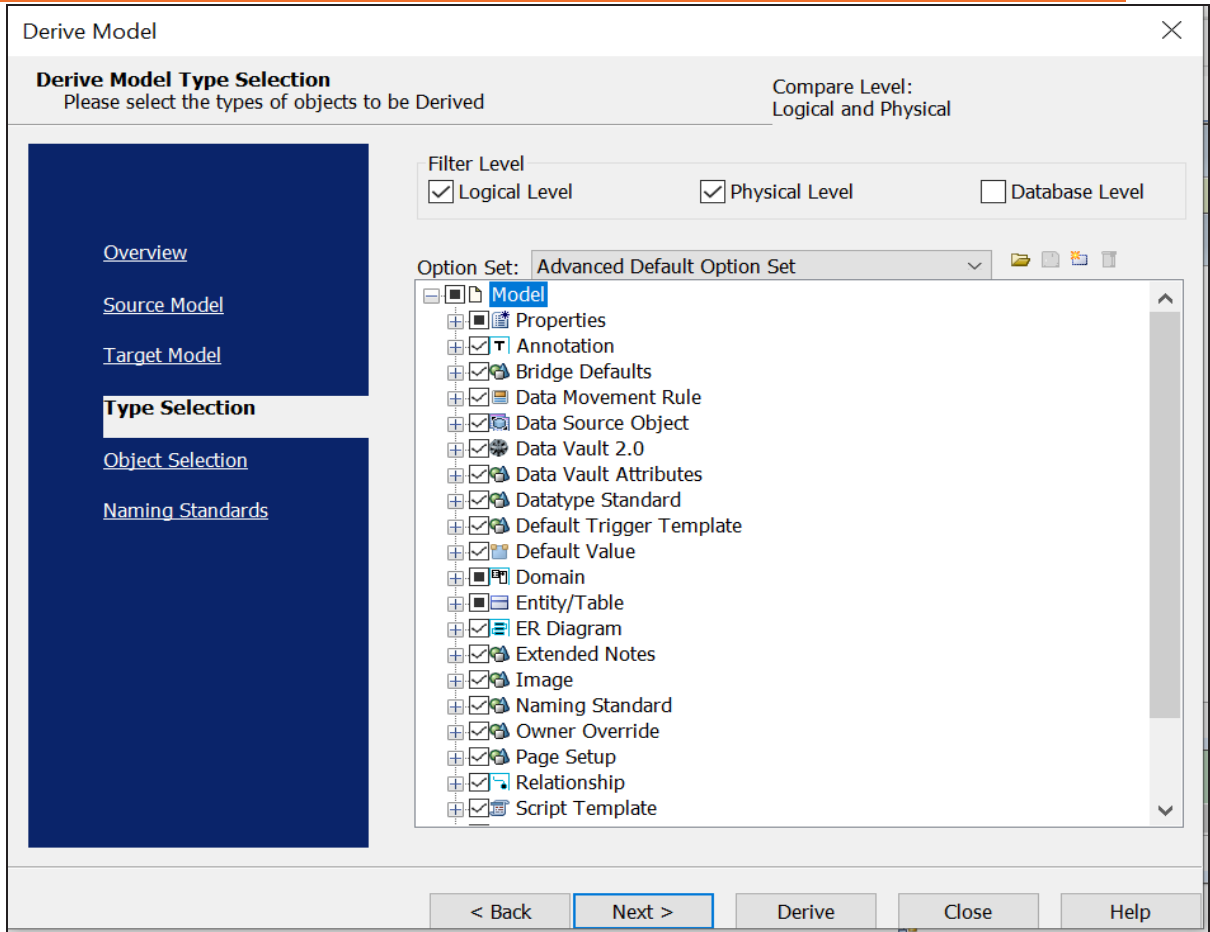 Derive Model
Derive Model Type Selection
Please select the types of objects to be Derived
Compare Level:
Logical and Physical
Overview
Source Model
Target Model
Type Selection
Object Selection
Naming Standards
Filter Level
Logical Level
Physical Level
Database Level
Option Set: Advanced Default Option Set
Model
Properties
Annotation
Bridge Defaults
Data Movement Rule
Data Source Object
Data Vault 2.0
Data Vault Attributes
Datatype Standard
Default Trigger Template
Default Value
Domain
Entity/Table
ER Diagram
Extended Notes
Image
Naming Standard
Owner Override
Page Setup
Relationship
Script Template
< Back Next > Derive Close Help